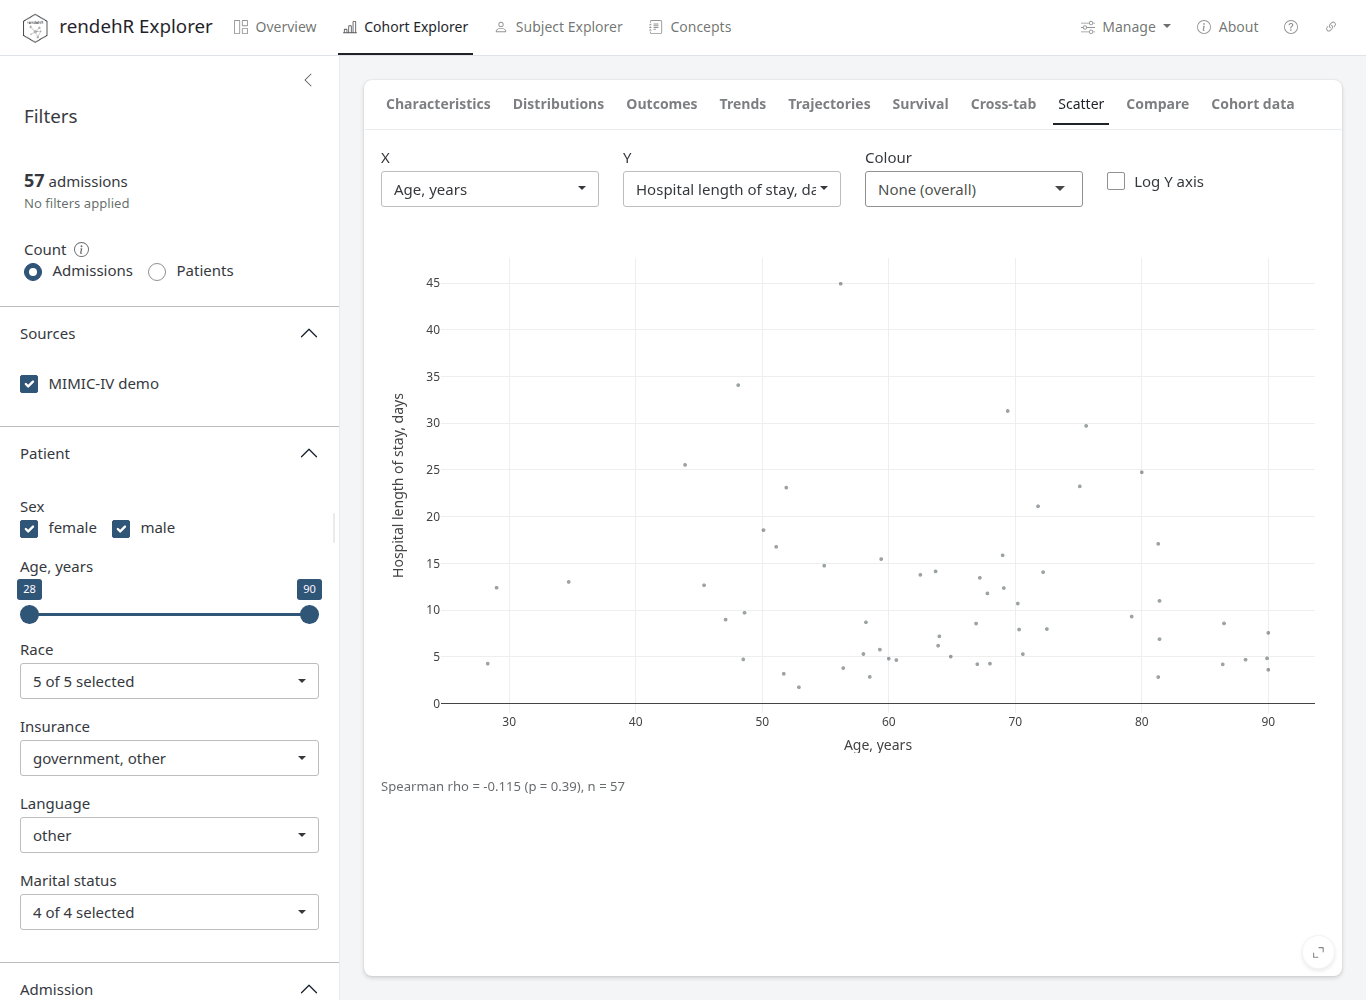 rendehR Explorer
Overview
Cohort Explorer
Subject Explorer
Concepts
Manage
About
Filters
57 admissions
No filters applied
Count
Admissions
Patients
Sources
MIMIC-IV demo
Patient
Sex
female
male
Age, years
28
90
Race
5 of 5 selected
Insurance
government, other
Language
other
Marital status
4 of 4 selected
Admission
Characteristics
Distributions
Outcomes
Trends
Trajectories
Survival
Cross-tab
Scatter
Compare
Cohort data
X
Age, years
Y
Hospital length of stay, da
Colour
None (overall)
Log Y axis
Hospital length of stay, days
45
40
35
30
25
20
15
10
5
0
30
40
50
60
70
80
90
Age, years
Spearman rho = -0.115 (p = 0.39), n = 57